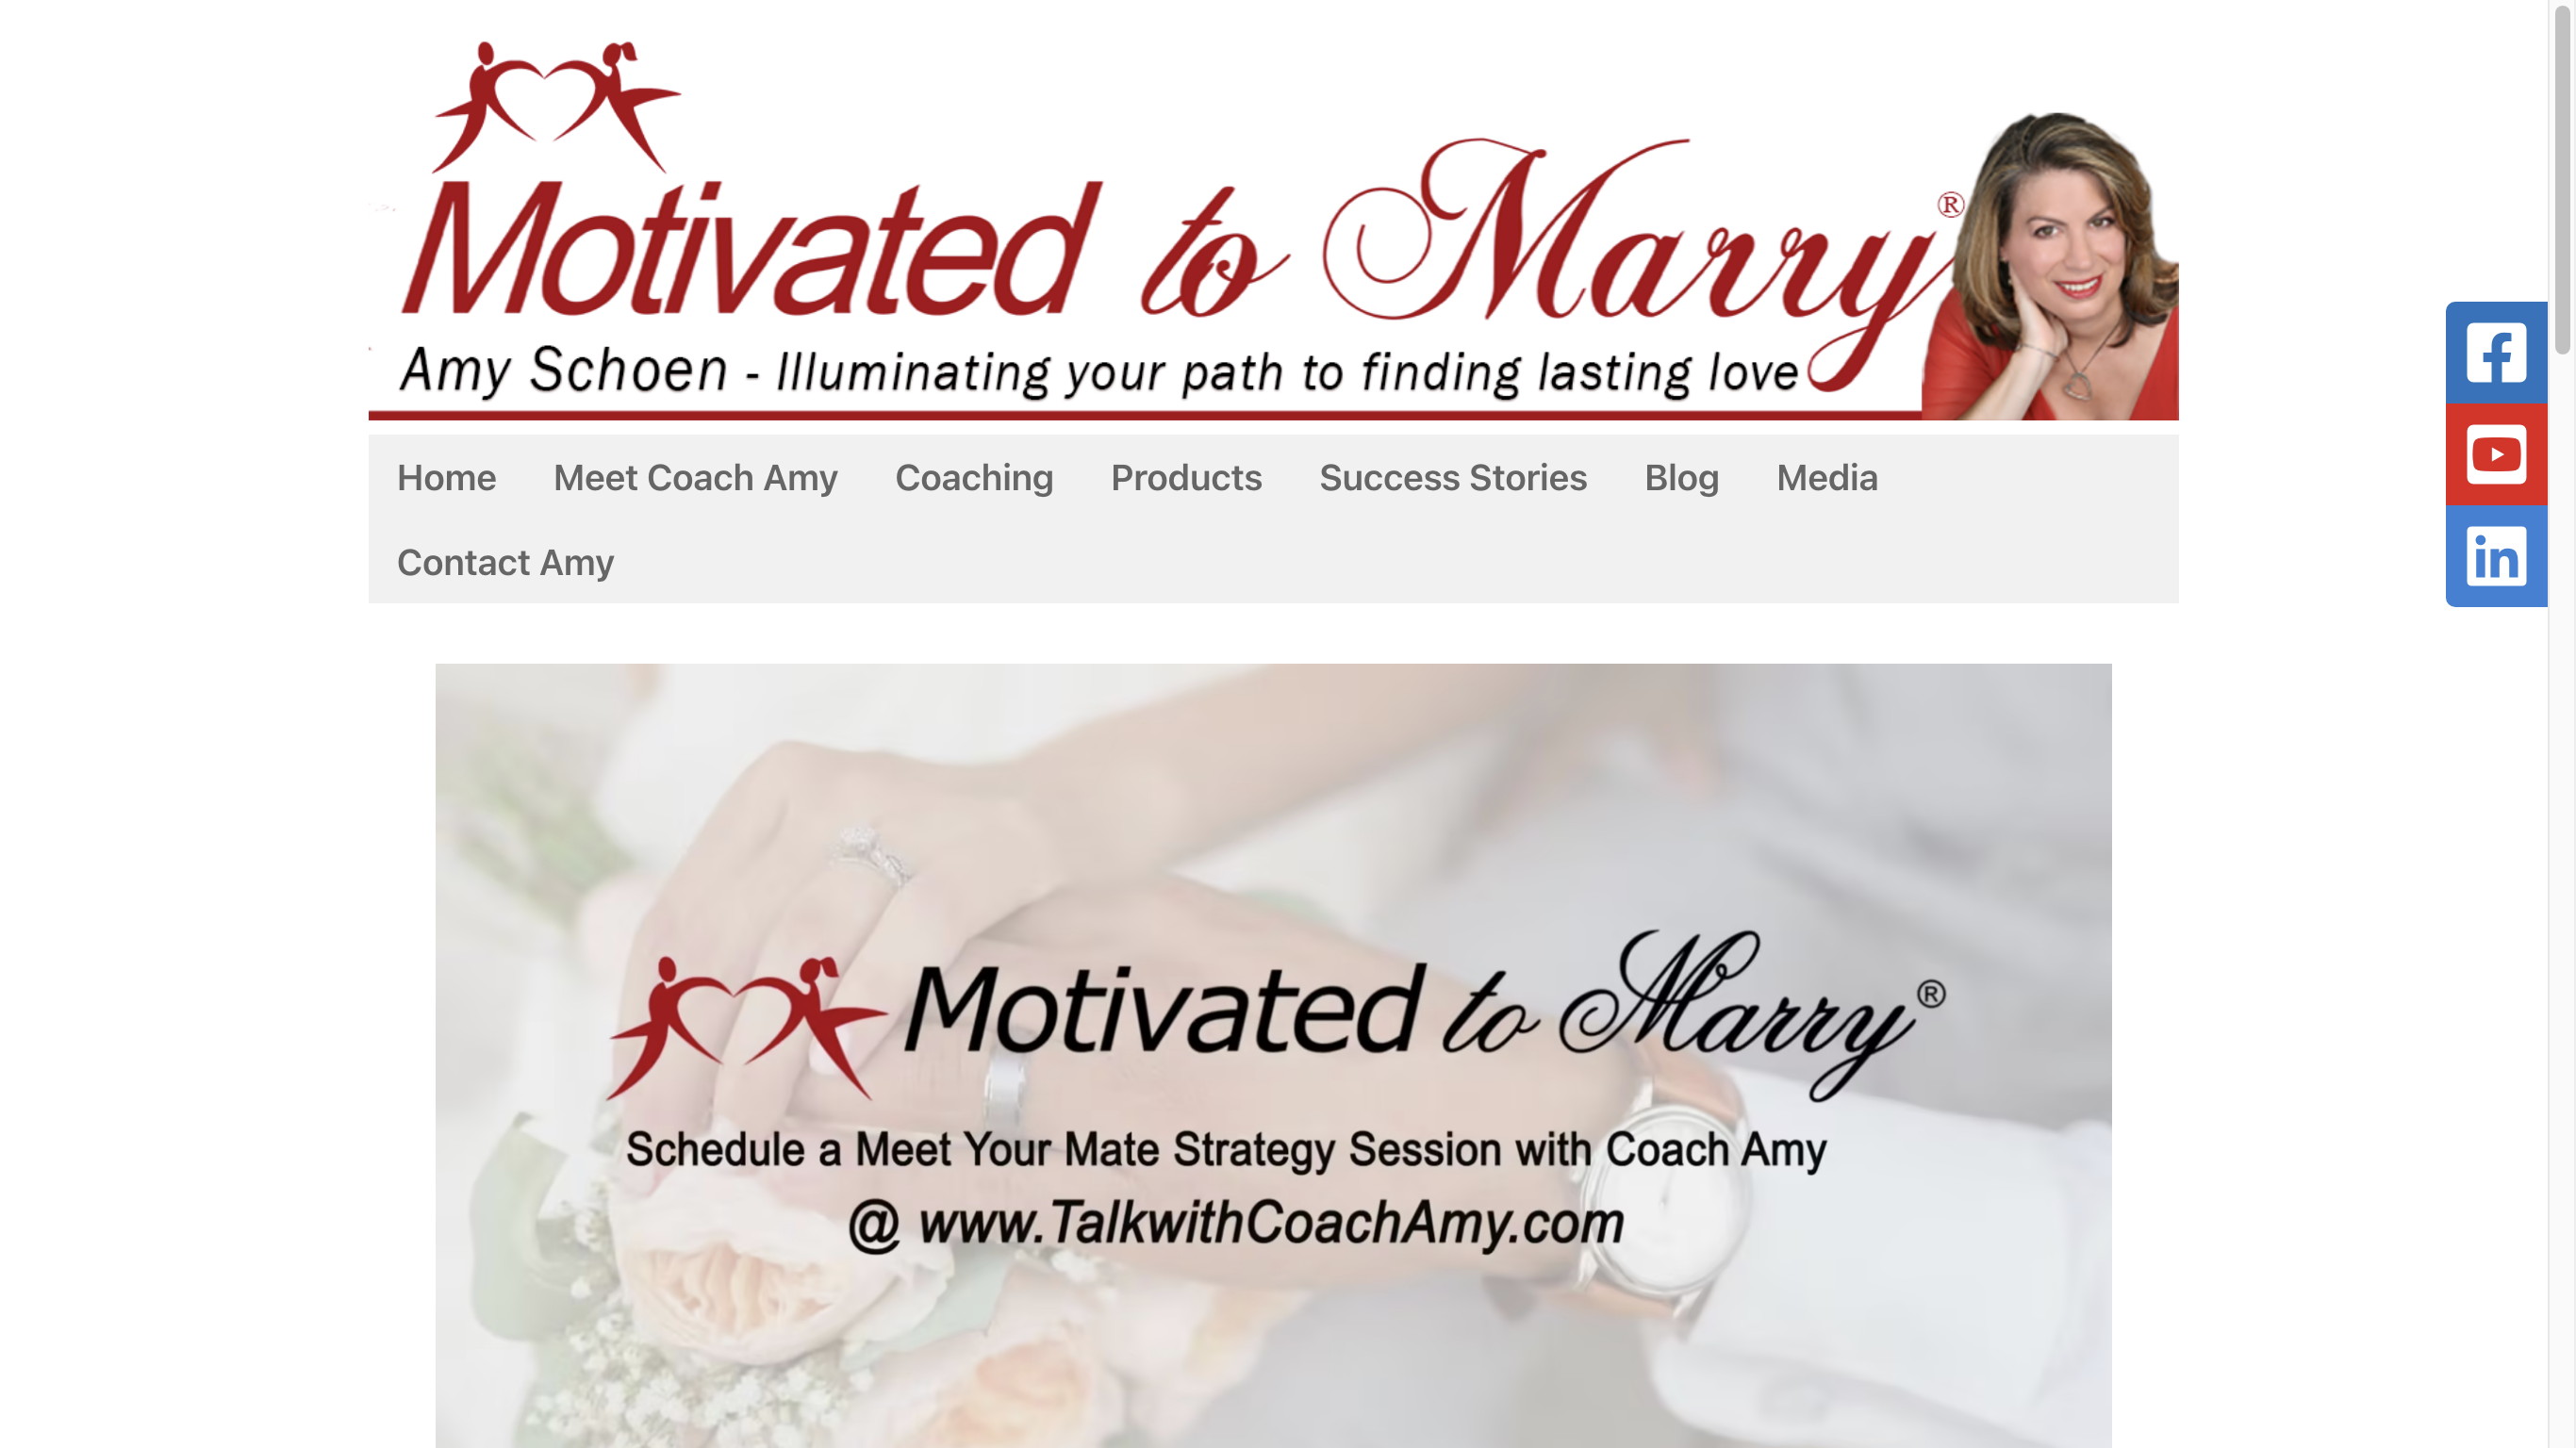 Motivated to Marry®
Amy Schoen - Illuminating your path to finding lasting love
Home Meet Coach Amy Coaching Products Success Stories Blog Media
Contact Amy
Motivated to Marry®
Schedule a Meet Your Mate Strategy Session with Coach Amy
@ www.TalkwithCoachAmy.com